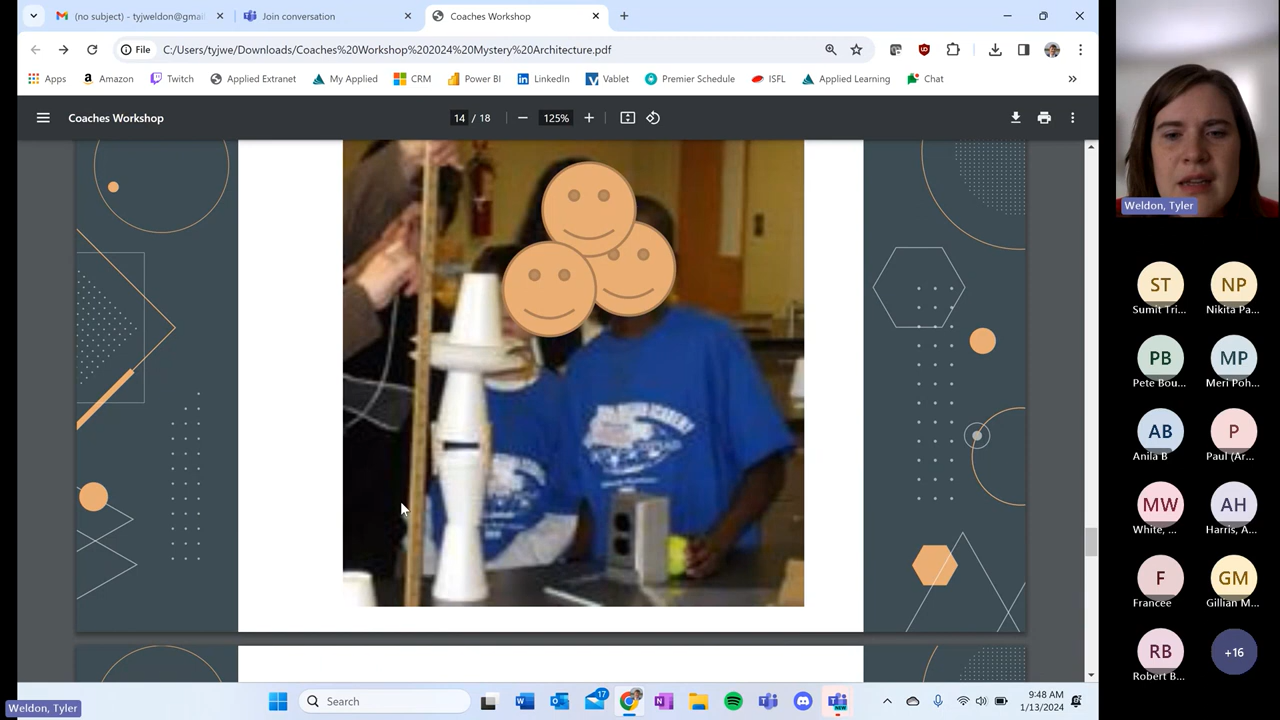 (no subject) - tyjweldon@gmai
Join conversation
Coaches Workshop
File
C:/Users/tyjwe/Downloads/Coaches%20Workshop%202024%20Mystery%20Architecture.pdf
Apps
Amazon
Twitch
Applied Extranet
My Applied
CRM
Power BI
LinkedIn
Vablet
Premier Schedule
ISFL
Applied Learning
Chat
Coaches Workshop
14 / 18
125%
Weldon, Tyler
ST
NP
Sumit Tri...
Nikita Pa...
PB
MP
Pete Bou...
Meri Poh...
AB
P
Anila B
Paul (Ar...
MW
AH
White, ...
Harris, A...
F
GM
Francee
Gillian M...
RB
+16
Robert B...
Search
17
9:48 AM
1/13/2024
Weldon, Tyler